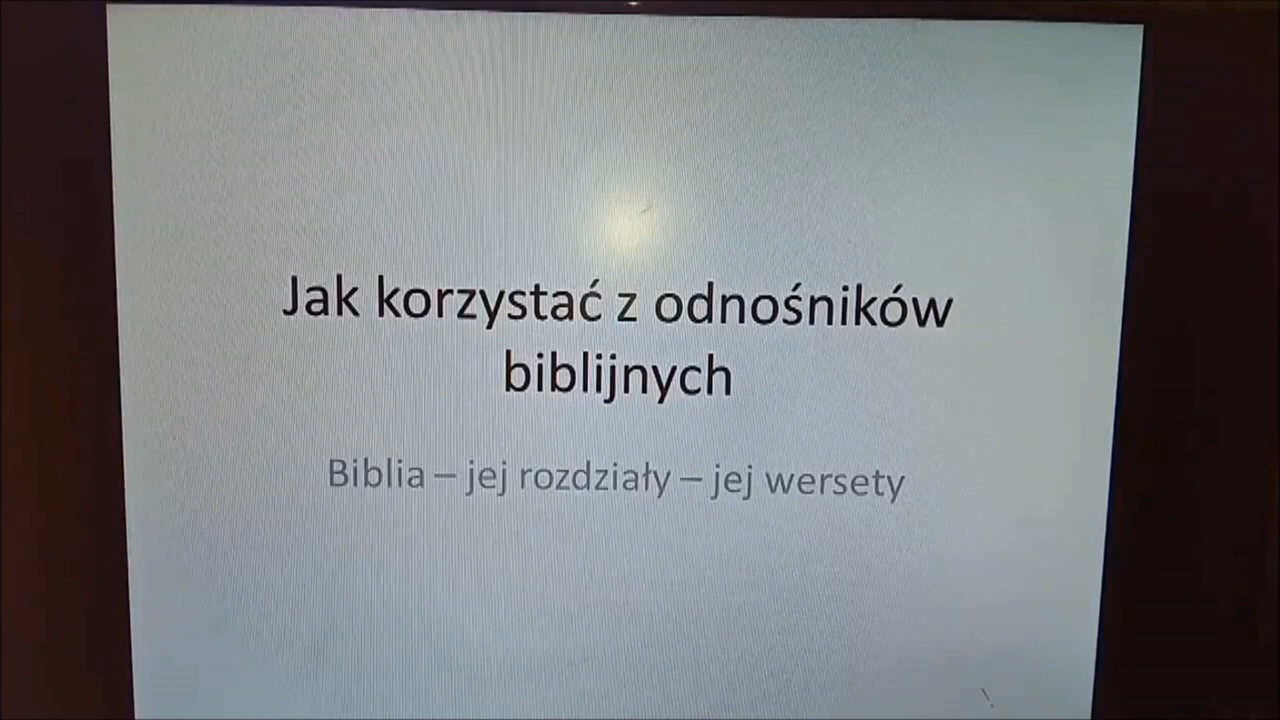 Jak korzystać z odnośników
biblijnych
Biblia – jej rozdziały – jej wersety